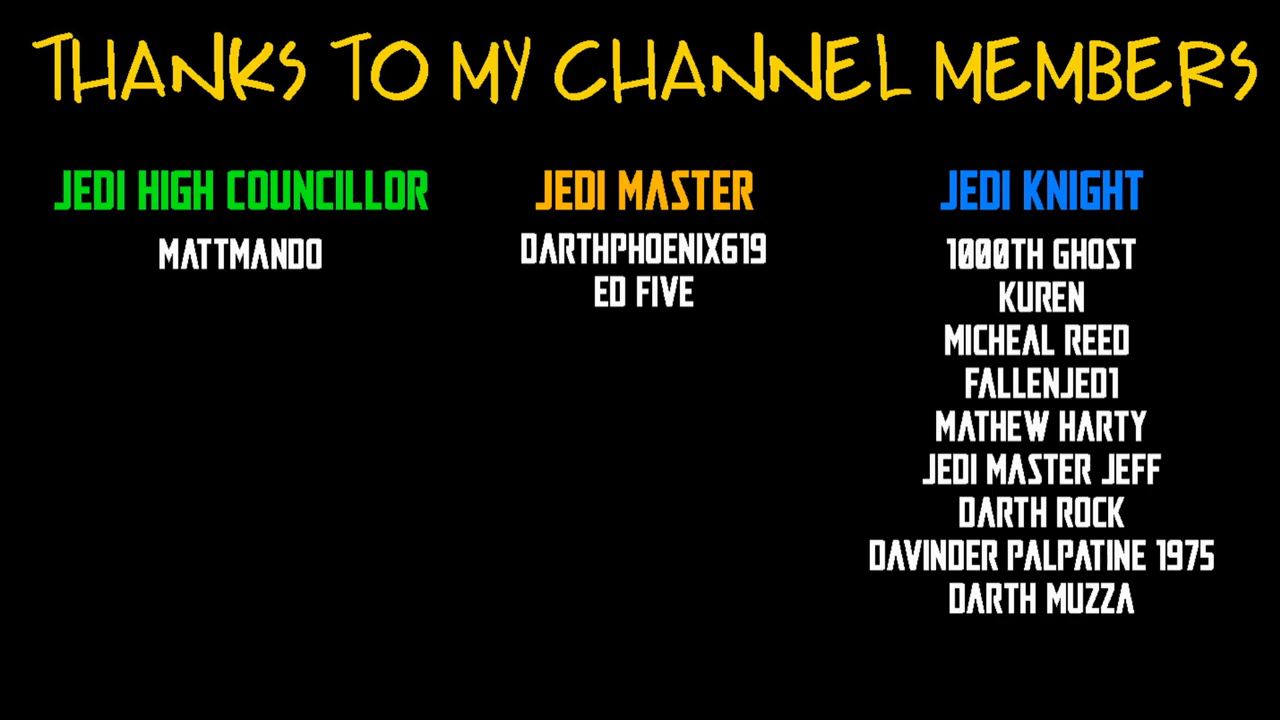 THANKS TO MY CHANNEL MEMBERS
JEDI HIGH COUNCILLOR
MATTMANDO
JEDI MASTER
DARTHPHOENIX619
ED FIVE
JEDI KNIGHT
1000TH GHOST
KUREN
MICHEAL REED
FALLENJED1
MATHEW HARTY
JEDI MASTER JEFF
DARTH ROCK
DAVINDER PALPATINE 1975
DARTH MUZZA